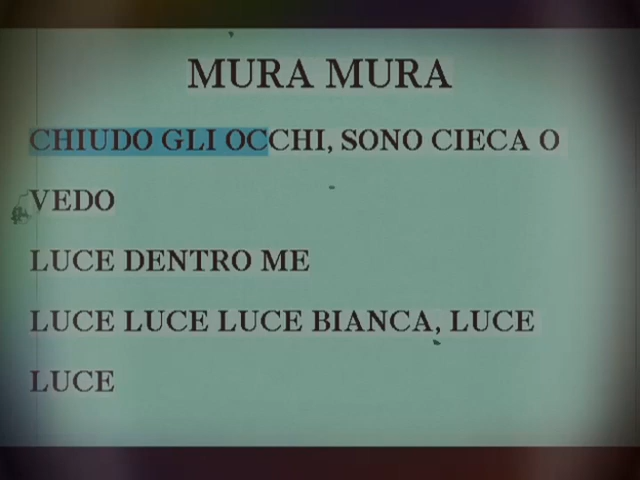 MURA MURA
CHIUDO GLI OCCHI, SONO CIECA O
VEDO
LUCE DENTRO ME
LUCE LUCE LUCE BIANCA, LUCE
LUCE